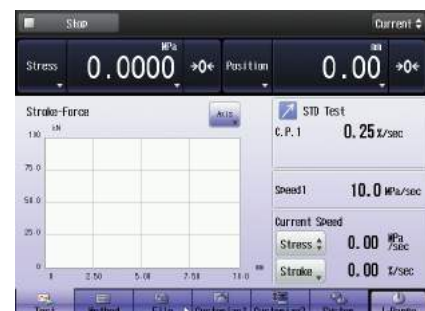 Stop
Current
Stress
MPa
0.0000
→0←
Position
mm
0.00
→0←
Stroke-Force
Axis
kN
75.0
50.0
25.0
0
2.50
5.00
7.50
10.0
mm
STD Test
C.P.1
0.25 %/sec
Speed1
10.0 MPa/sec
Current Speed
Stress
0.00 MPa/sec
Stroke
0.00 %/sec
Test
Method
File
Customize1
Customize2
System